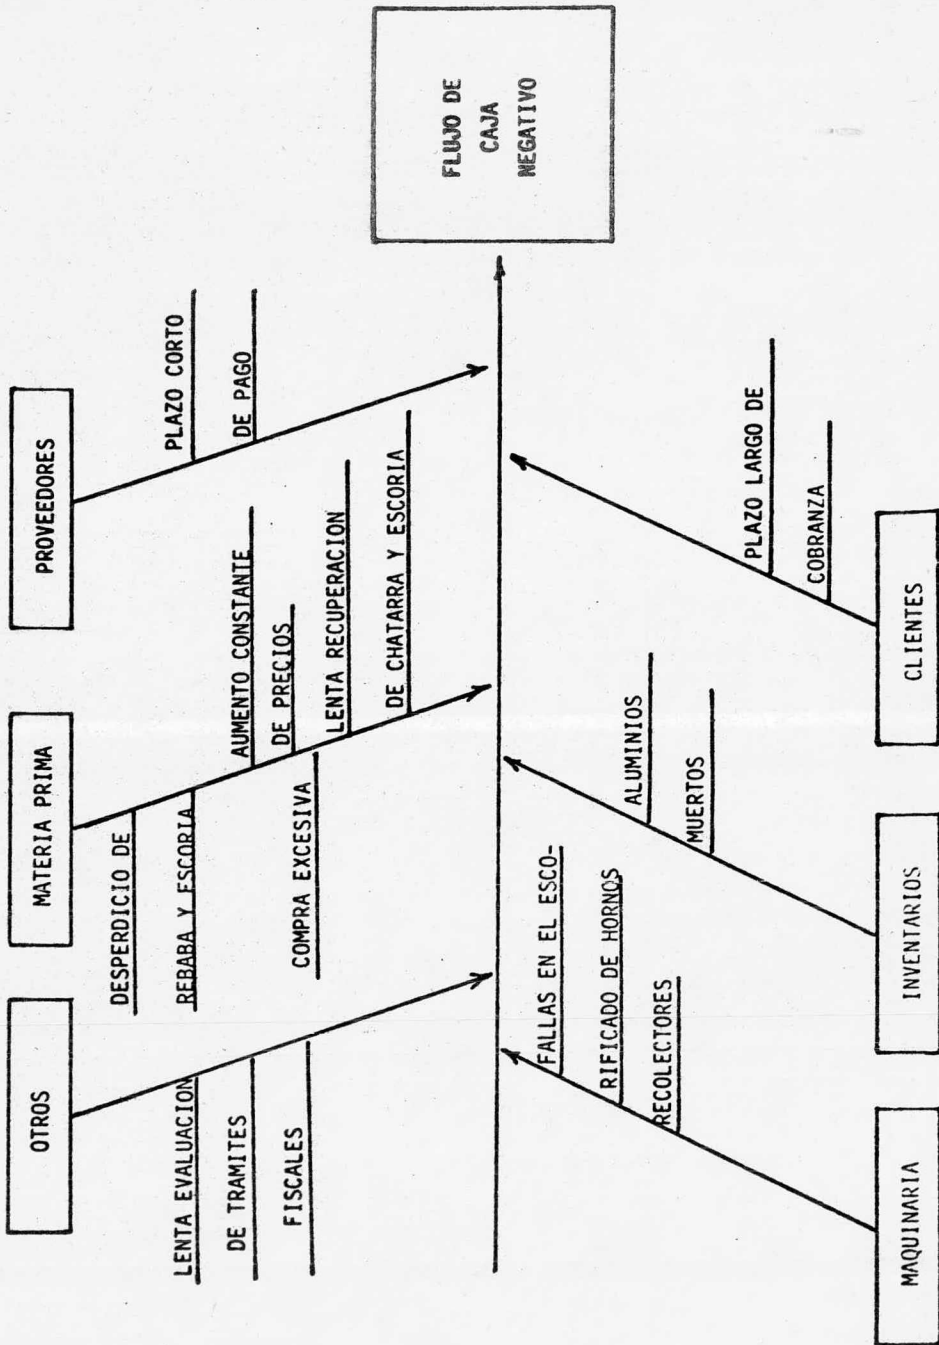 OTROS
MATERIA PRIMA
PROVEEDORES
LENTA EVALUACION
DE TRAMITES
FISCALES
DESPERDICIO DE
REBABA Y ESCORIA
COMPRA EXCESIVA
AUMENTO CONSTANTE
DE PRECIOS
LENTA RECUPERACION
DE CHATARRA Y ESCORIA
PLAZO CORTO
DE PAGO
FLUJO DE
CAJA
NEGATIVO
FALLAS EN EL ESCO-
RIFICADO DE HORNOS
RECOLECTORES
ALUMINIOS
MUERTOS
PLAZO LARGO DE
COBRANZA
MAQUINARIA
INVENTARIOS
CLIENTES